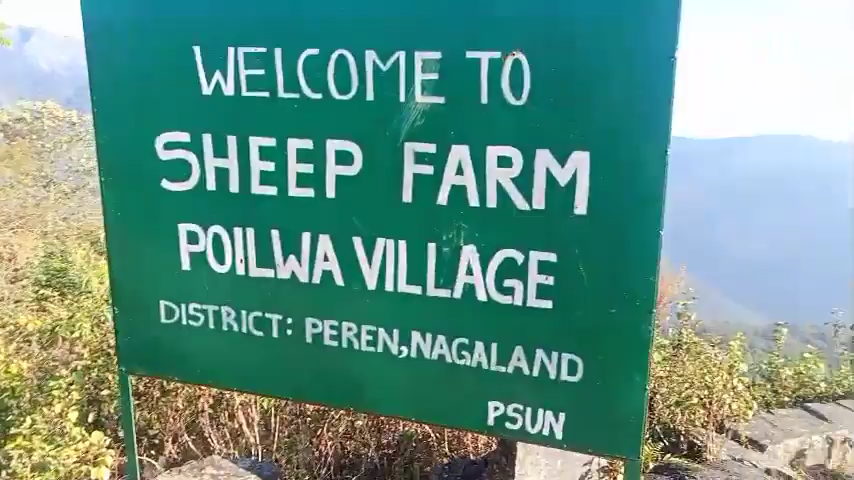 WELCOME TO
SHEEP FARM
POILWA VILLAGE
DISTRICT: PEREN, NAGALAND
PSUN